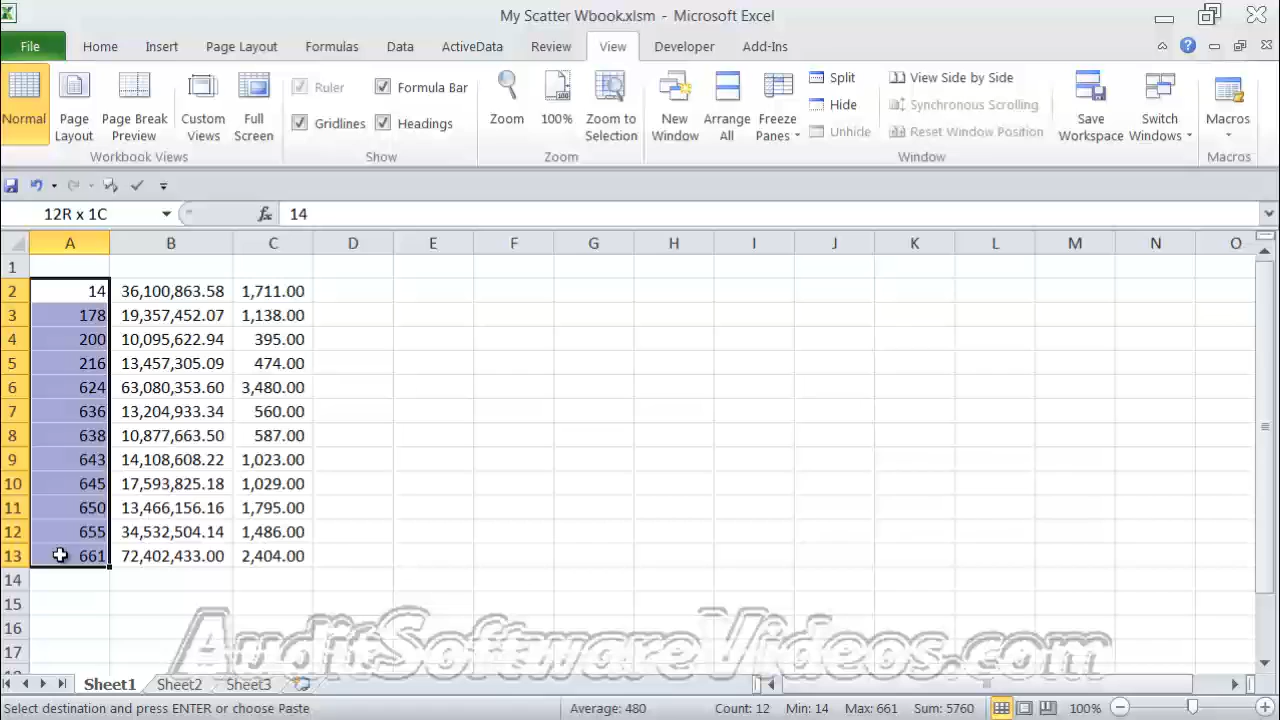 My Scatter Wbook.xlsm - Microsoft Excel
File Home Insert Page Layout Formulas Data ActiveData Review View Developer Add-Ins
Normal
Page Layout
Page Break Preview
Custom Views
Full Screen
Ruler
Formula Bar
Gridlines
Headings
Zoom
100%
Zoom to Selection
New Window
Arrange All
Freeze Panes
Split
Hide
Unhide
View Side by Side
Synchronous Scrolling
Reset Window Position
Save Workspace
Switch Windows
Macros
Workbook Views Show Zoom Window Macros
12R x 1C fx 14
A B C D E F G H I J K L M N O
1
2 14 36,100,863.58 1,711.00
3 178 19,357,452.07 1,138.00
4 200 10,095,622.94 395.00
5 216 13,457,305.09 474.00
6 624 63,080,353.60 3,480.00
7 636 13,204,933.34 560.00
8 638 10,877,663.50 587.00
9 643 14,108,608.22 1,023.00
10 645 17,593,825.18 1,029.00
11 650 13,466,156.16 1,795.00
12 655 34,532,504.14 1,486.00
13 661 72,402,433.00 2,404.00
14
15
16
17
AuditSoftwareVideos.com
Sheet1 Sheet2 Sheet3
Select destination and press ENTER or choose Paste Average: 480 Count: 12 Min: 14 Max: 661 Sum: 5760 100%